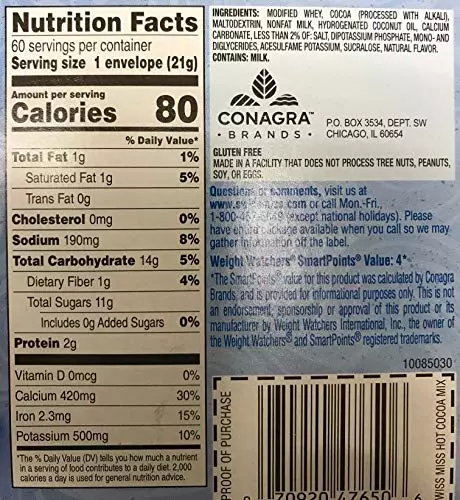 Nutrition Facts
60 servings per container
Serving size 1 envelope (21g)
Amount per serving
Calories 80
% Daily Value*
Total Fat 1g 1%
Saturated Fat 1g 5%
Trans Fat 0g
Cholesterol 0mg 0%
Sodium 190mg 8%
Total Carbohydrate 14g 5%
Dietary Fiber 1g 4%
Total Sugars 11g
Includes 0g Added Sugars 0%
Protein 2g
Vitamin D 0mcg 0%
Calcium 420mg 30%
Iron 2.3mg 15%
Potassium 500mg 10%
*The % Daily Value (DV) tells you how much a nutrient
in a serving of food contributes to a daily diet. 2,000
calories a day is used for general nutrition advice.
INGREDIENTS: MODIFIED WHEY, COCOA (PROCESSED WITH ALKALI),
MALTODEXTRIN, NONFAT MILK, HYDROGENATED COCONUT OIL, CALCIUM
CARBONATE, LESS THAN 2% OF: SALT, DIPOTASSIUM PHOSPHATE, MONO- AND
DIGLYCERIDES, ACESULFAME POTASSIUM, SUCRALOSE, NATURAL FLAVOR.
CONTAINS: MILK.
CONAGRA™
• BRANDS •
P.O. BOX 3534, DEPT. SW
CHICAGO, IL 60654
GLUTEN FREE
MADE IN A FACILITY THAT DOES NOT PROCESS TREE NUTS, PEANUTS,
SOY, OR EGGS.
Questions or comments, visit us at
or call Mon.-Fri.,
(except national holidays). Please
have entire package available when you call so we may
gather information off the label.
Weight Watchers® SmartPoints® Value: 4*
*The SmartPoints® value for this product was calculated by Conagra
Brands, and is provided for informational purposes only. This is not
an endorsement, sponsorship or approval of this product or its
manufacturer by Weight Watchers International, Inc., the owner of
the Weight Watchers® and SmartPoints® registered trademarks.
10085030
PROOF OF PURCHASE
0 70920 47650 6
SWISS MISS HOT COCOA MIX